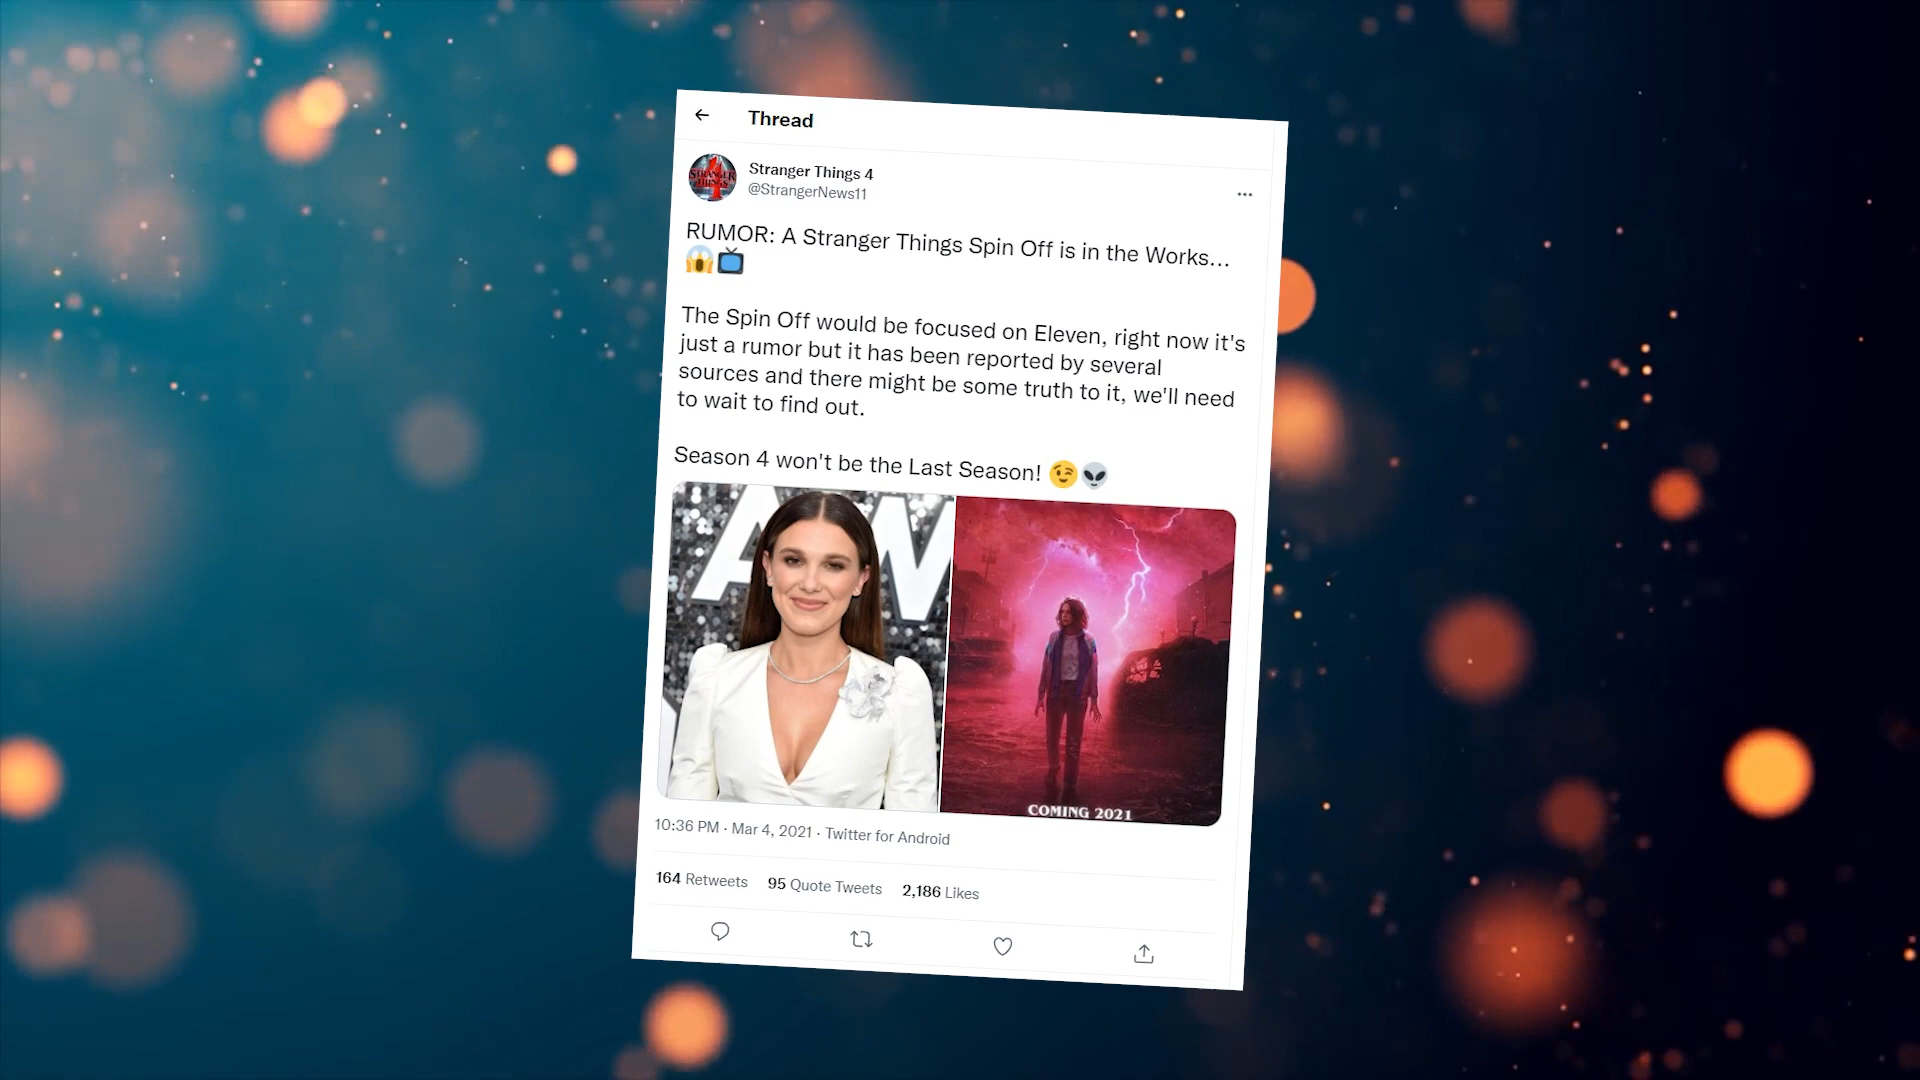 Thread
STRANGER
THINGS
Stranger Things 4
@StrangerNews11
RUMOR: A Stranger Things Spin Off is in the Works...
😱📺
The Spin Off would be focused on Eleven, right now it's
just a rumor but it has been reported by several
sources and there might be some truth to it, we'll need
to wait to find out.
Season 4 won't be the Last Season! 😉👽
AW
COMING 2021
10:36 PM · Mar 4, 2021 · Twitter for Android
164 Retweets 95 Quote Tweets 2,186 Likes